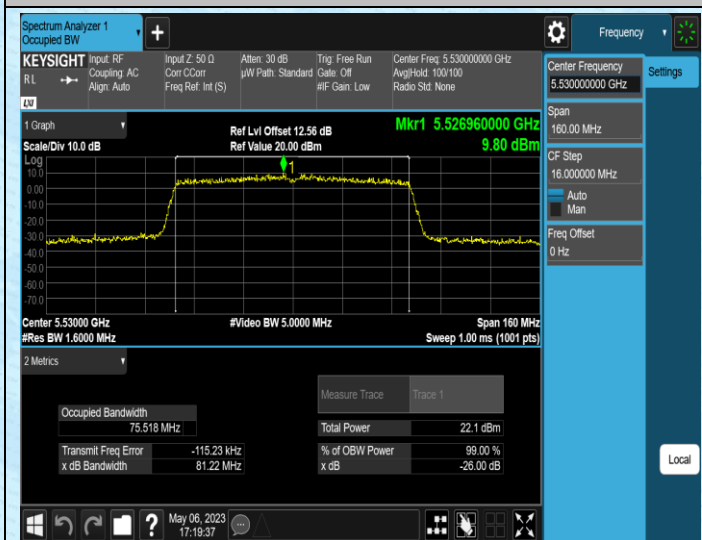 Spectrum Analyzer 1
Occupied BW
Frequency
KEYSIGHT
RL
LXI
Input: RF
Coupling: AC
Align: Auto
Input Z: 50 Ω
Corr CCorr
Freq Ref: Int (S)
Atten: 30 dB
µW Path: Standard
Trig: Free Run
Gate: Off
#IF Gain: Low
Center Freq: 5.530000000 GHz
Avg|Hold: 100/100
Radio Std: None
Center Frequency
5.530000000 GHz
Settings
Span
160.00 MHz
CF Step
16.000000 MHz
Auto
Man
Freq Offset
0 Hz
1 Graph
Scale/Div 10.0 dB
Ref Lvl Offset 12.56 dB
Ref Value 20.00 dBm
Mkr1 5.526960000 GHz
9.80 dBm
Log
10.0
0.00
-10.0
-20.0
-30.0
-40.0
-50.0
-60.0
-70.0
1
Center 5.53000 GHz
#Res BW 1.6000 MHz
#Video BW 5.0000 MHz
Span 160 MHz
Sweep 1.00 ms (1001 pts)
2 Metrics
Measure Trace Trace 1
Occupied Bandwidth
75.518 MHz
Total Power 22.1 dBm
Transmit Freq Error -115.23 kHz
% of OBW Power 99.00 %
x dB Bandwidth 81.22 MHz
x dB -26.00 dB
Local
?
May 06, 2023
17:19:37